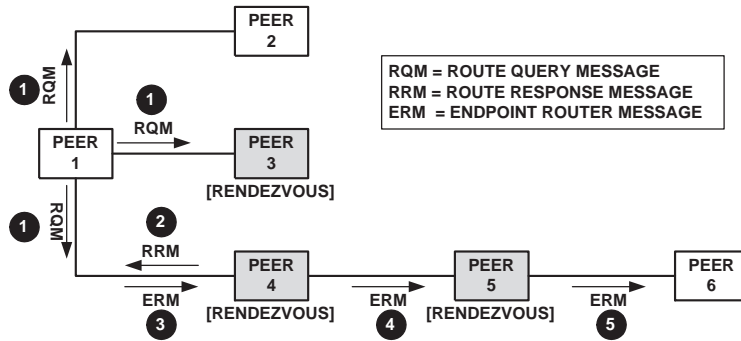 PEER
2
RQM = ROUTE QUERY MESSAGE
RRM = ROUTE RESPONSE MESSAGE
ERM = ENDPOINT ROUTER MESSAGE
1
RQM
1
RQM
PEER
1
PEER
3
[RENDEZVOUS]
1
RQM
2
RRM
PEER
4
[RENDEZVOUS]
ERM
3
PEER
5
[RENDEZVOUS]
ERM
4
PEER
6
ERM
5